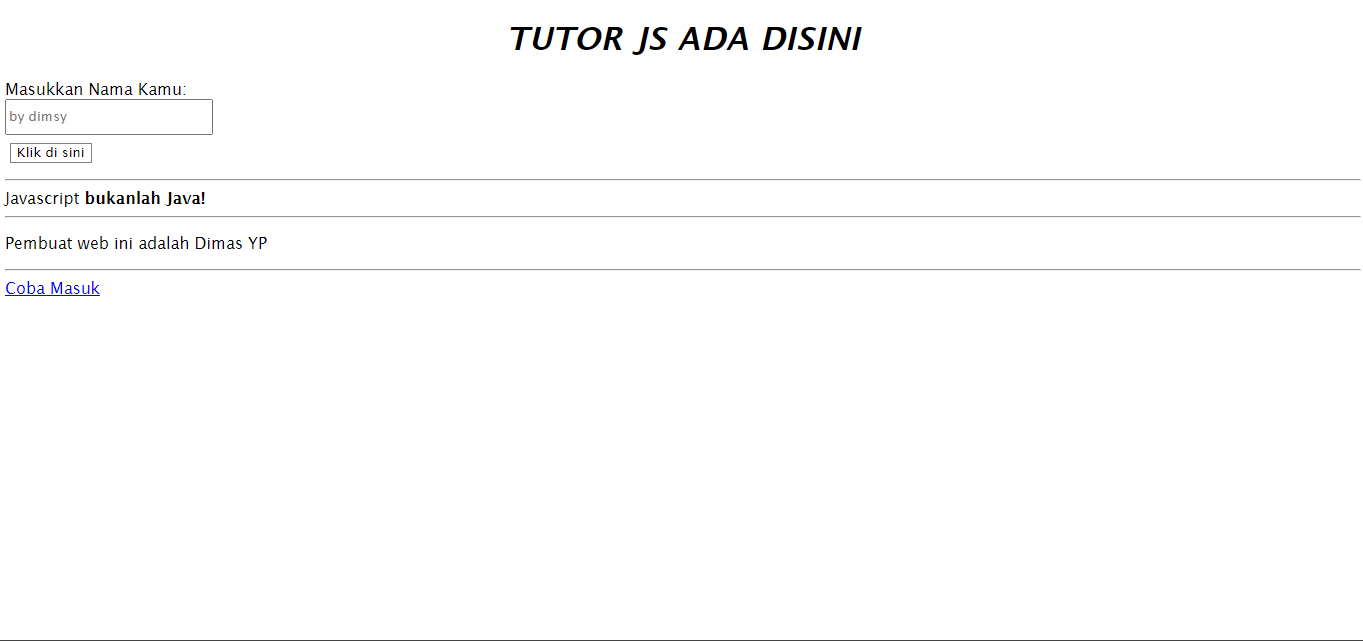 TUTOR JS ADA DISINI
Masukkan Nama Kamu:
by dimsy
Klik di sini
Javascript bukanlah Java!
Pembuat web ini adalah Dimas YP
Coba Masuk